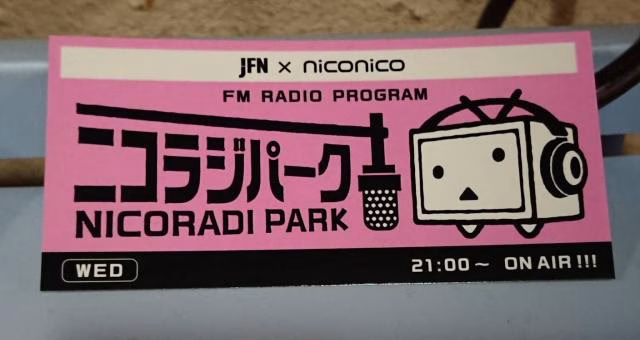 JFN × niconico
FM RADIO PROGRAM
ニコラジパーク
NICORADI PARK
WED
21:00～ ON AIR!!!